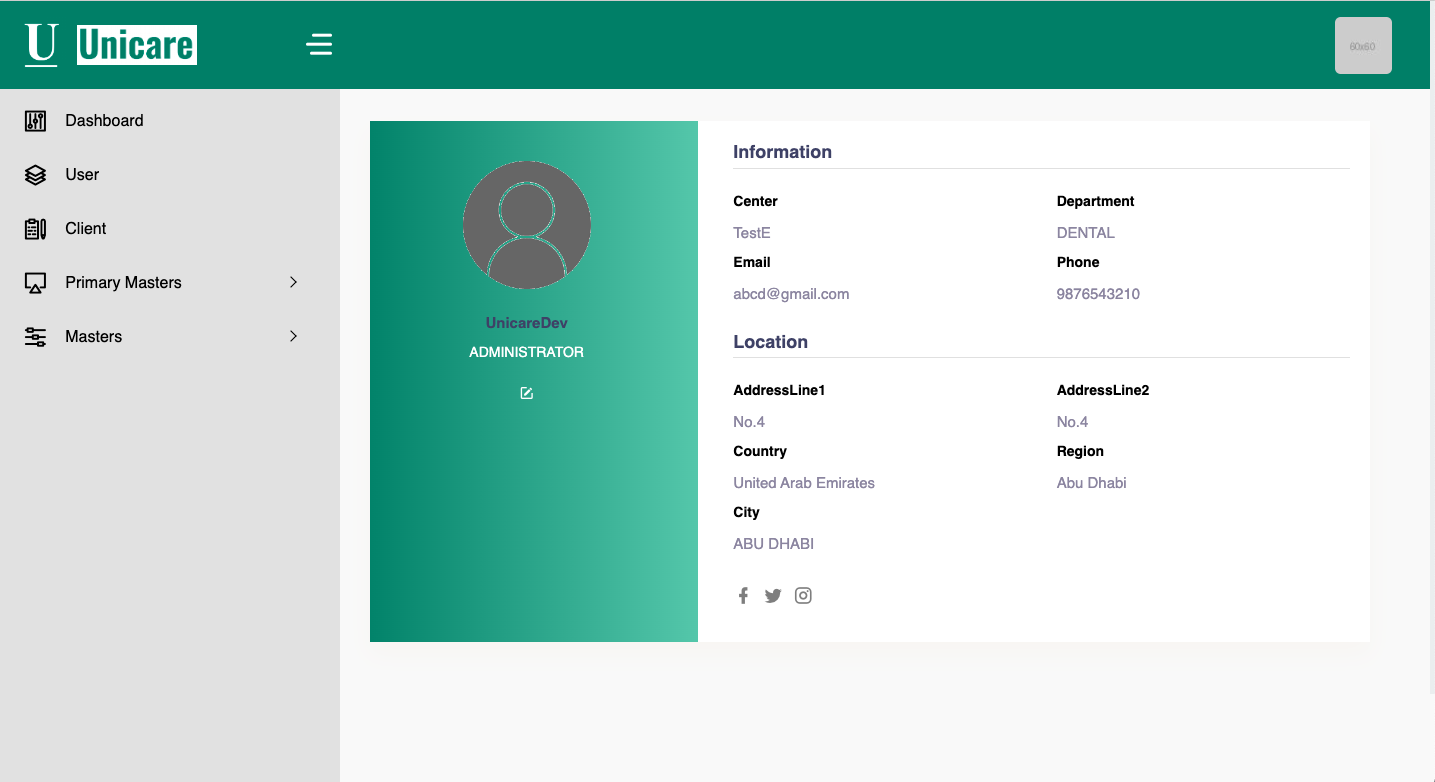 U Unicare
60x60
Dashboard
User
Client
Primary Masters
Masters
UnicareDev
ADMINISTRATOR
Information
Center Department
TestE DENTAL
Email Phone
abcd@gmail.com 9876543210
Location
AddressLine1 AddressLine2
No.4 No.4
Country Region
United Arab Emirates Abu Dhabi
City
ABU DHABI